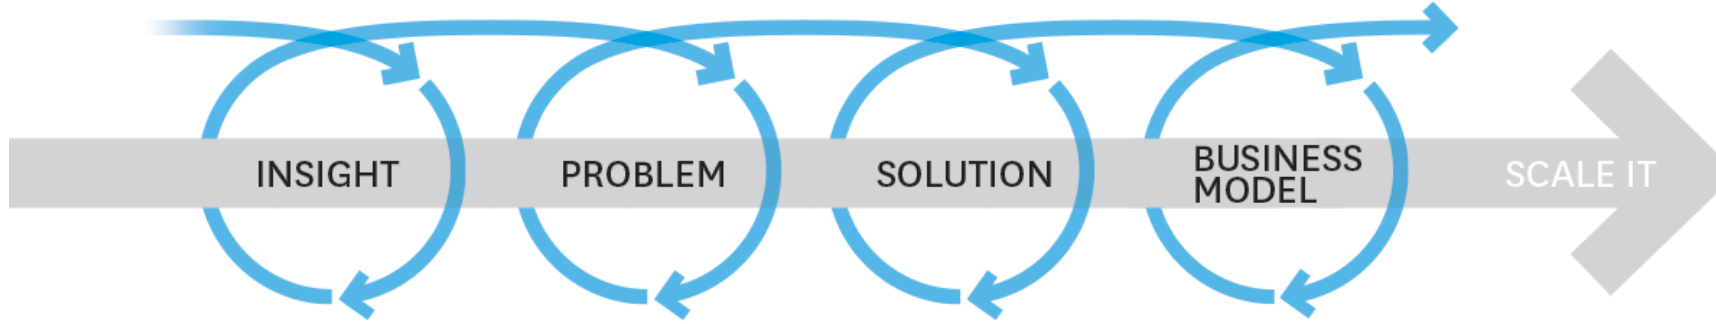 INSIGHT
PROBLEM
SOLUTION
BUSINESS
MODEL
SCALE IT